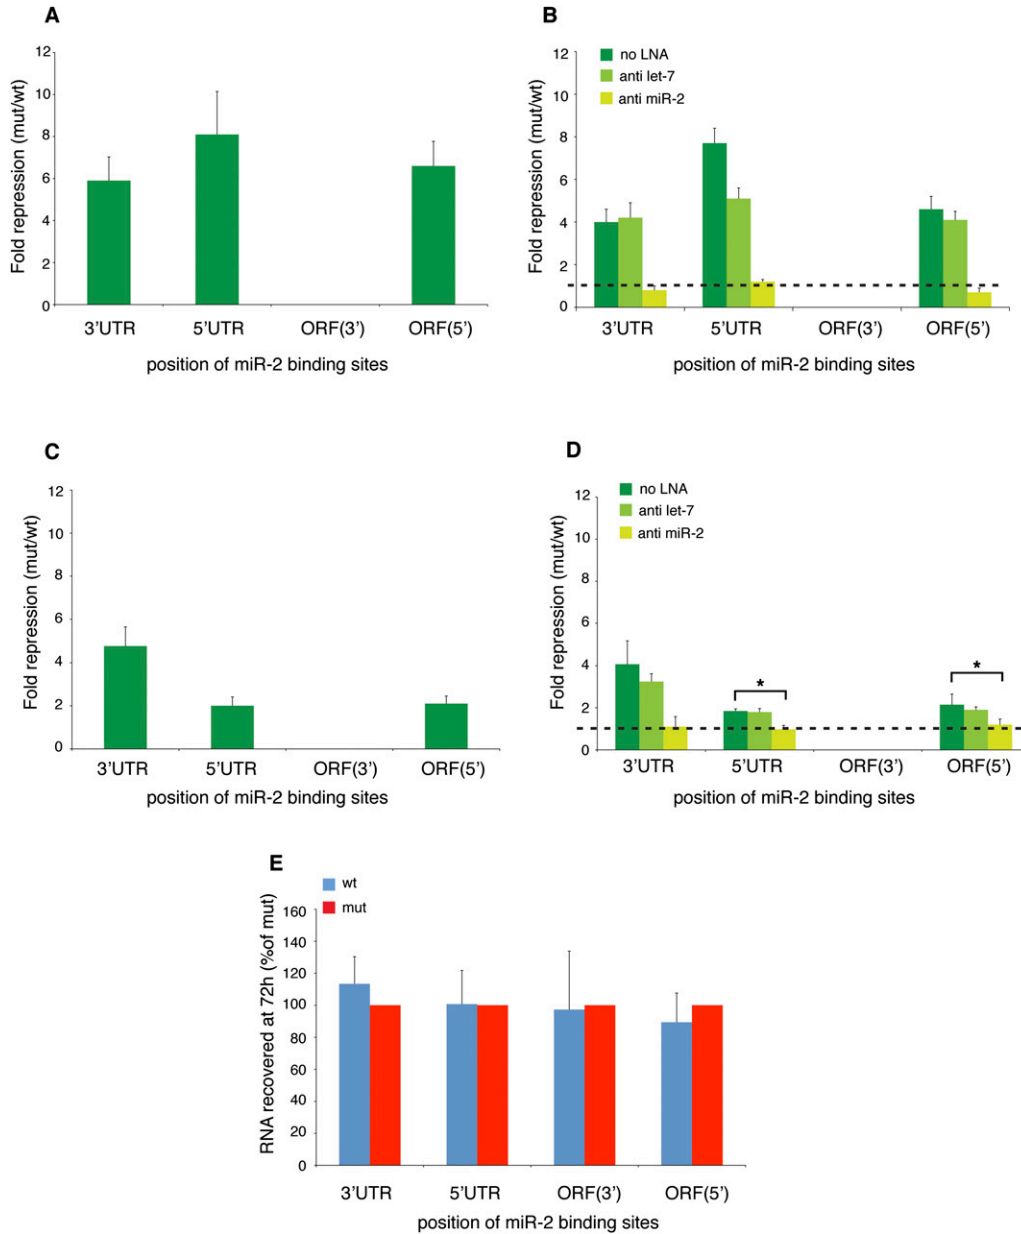 A
Fold repression (mut/wt)
12
10
8
6
4
2
0
3'UTR 5'UTR ORF(3') ORF(5')
position of miR-2 binding sites
B
no LNA
anti let-7
anti miR-2
Fold repression (mut/wt)
12
10
8
6
4
2
0
3'UTR 5'UTR ORF(3') ORF(5')
position of miR-2 binding sites
C
Fold repression (mut/wt)
12
10
8
6
4
2
0
3'UTR 5'UTR ORF(3') ORF(5')
position of miR-2 binding sites
D
no LNA
anti let-7
anti miR-2
Fold repression (mut/wt)
12
10
8
6
4
2
0
* *
3'UTR 5'UTR ORF(3') ORF(5')
position of miR-2 binding sites
E
wt
mut
RNA recovered at 72h (%of mut)
160
140
120
100
80
60
40
20
0
3'UTR 5'UTR ORF(3') ORF(5')
position of miR-2 binding sites